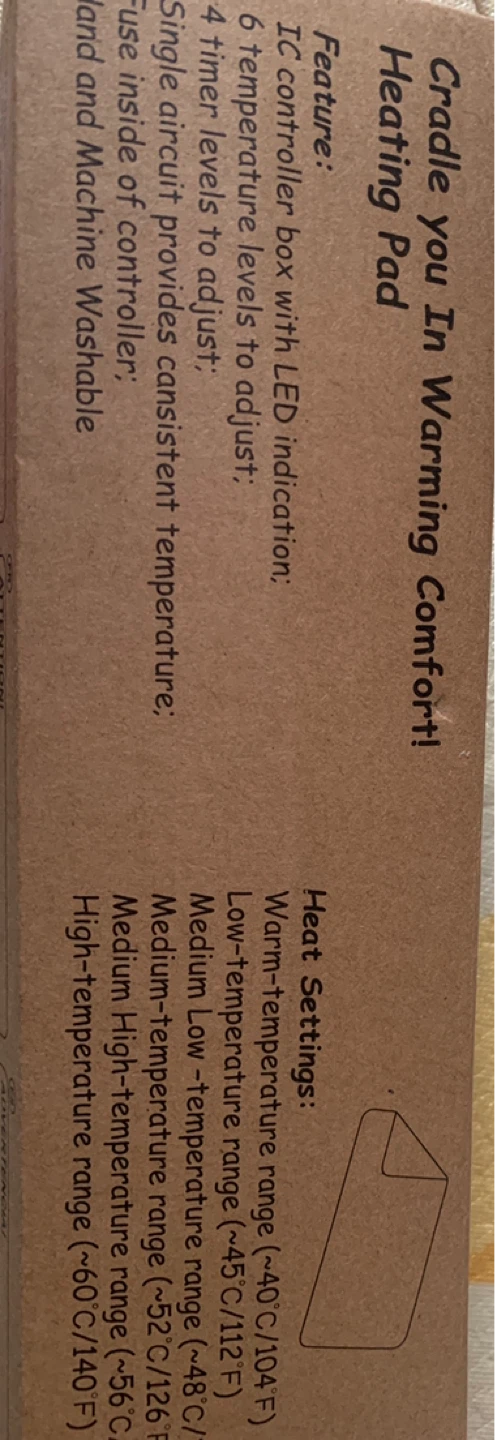 Cradle you In Warming Comfort!
Heating Pad
Feature:
IC controller box with LED indication;
6 temperature levels to adjust;
4 timer levels to adjust;
Single aircuit provides cansistent temperature;
Fuse inside of controller;
Hand and Machine Washable
Heat Settings:
Warm-temperature range (~40°C/104°F)
Low-temperature range (~45°C/112°F)
Medium Low -temperature range (~48°C/
Medium-temperature range (~52°C/126°F
Medium High-temperature range (~56°C
High-temperature range (~60°C/140°F)